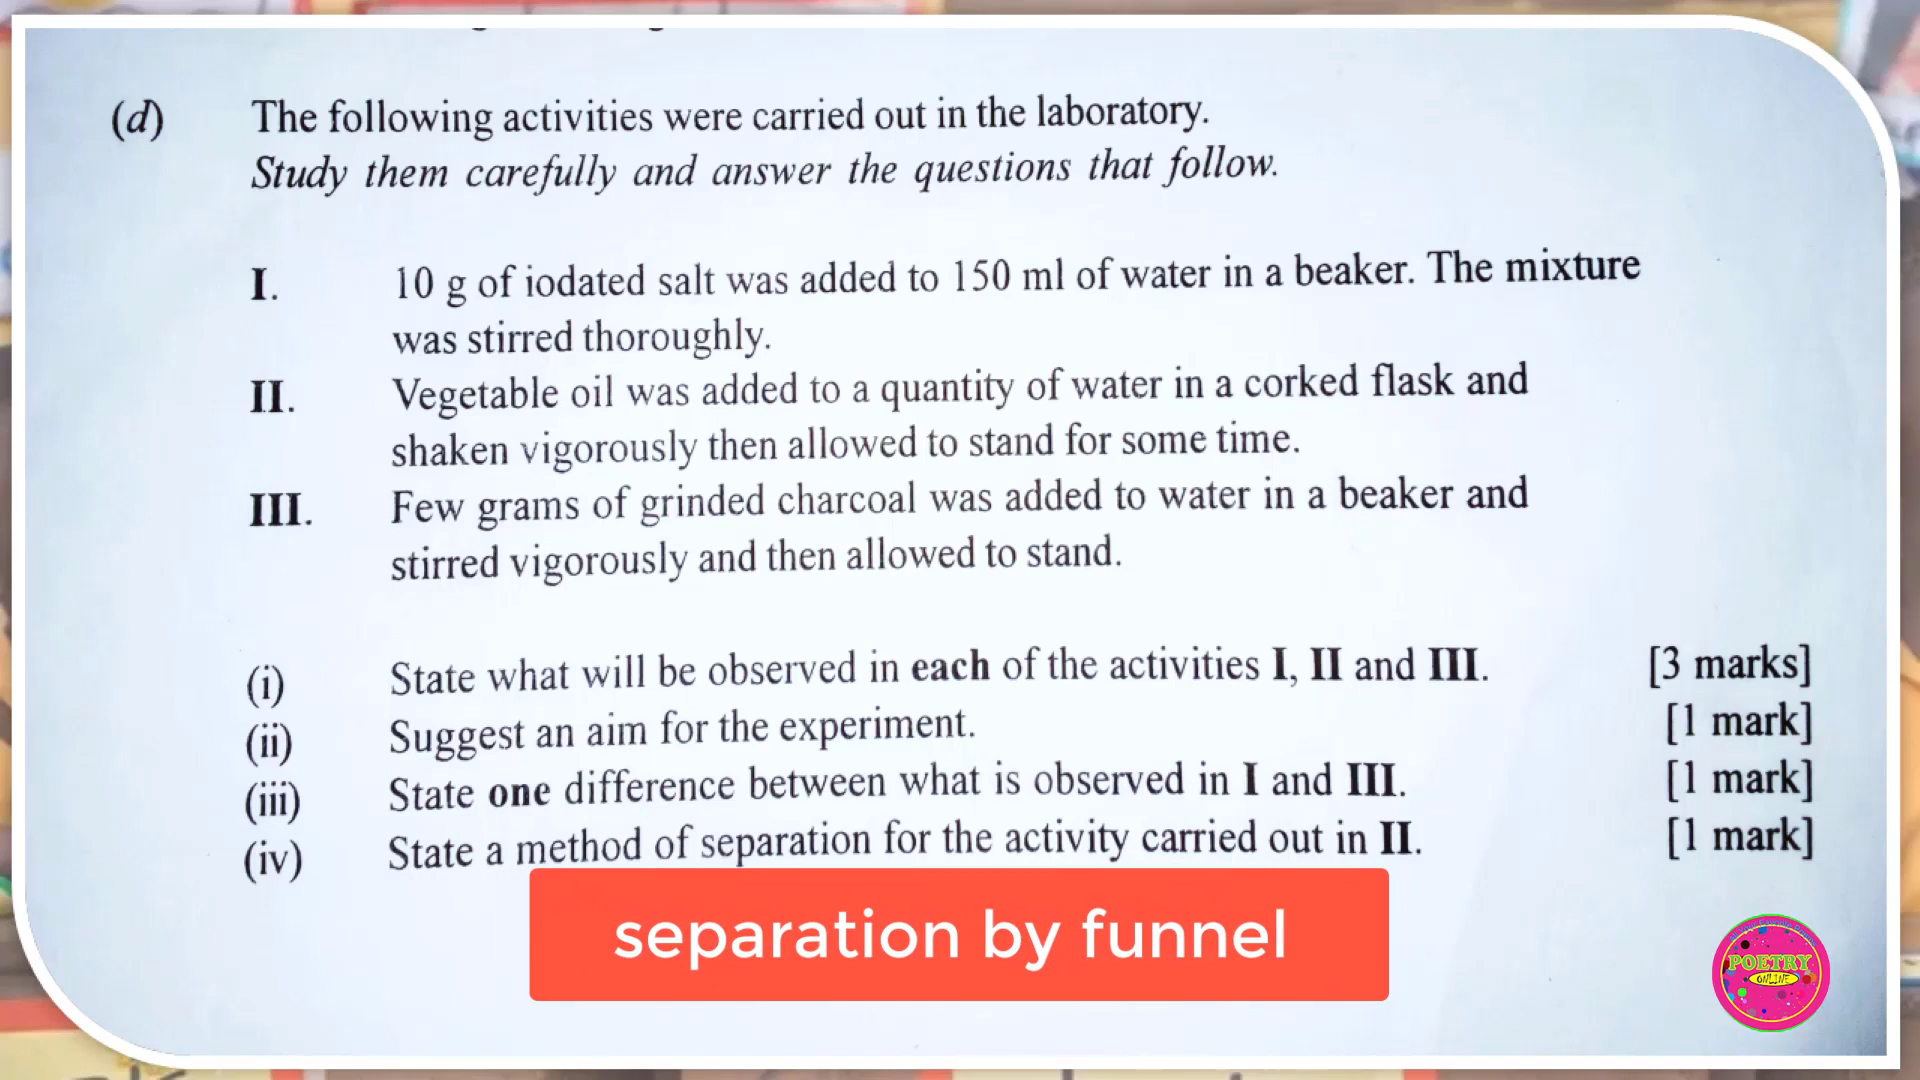 (d) The following activities were carried out in the laboratory.
Study them carefully and answer the questions that follow.
I. 10 g of iodated salt was added to 150 ml of water in a beaker. The mixture
was stirred thoroughly.
II. Vegetable oil was added to a quantity of water in a corked flask and
shaken vigorously then allowed to stand for some time.
III. Few grams of grinded charcoal was added to water in a beaker and
stirred vigorously and then allowed to stand.
(i) State what will be observed in each of the activities I, II and III. [3 marks]
(ii) Suggest an aim for the experiment. [1 mark]
(iii) State one difference between what is observed in I and III. [1 mark]
(iv) State a method of separation for the activity carried out in II. [1 mark]
separation by funnel
POETRY
ONLINE